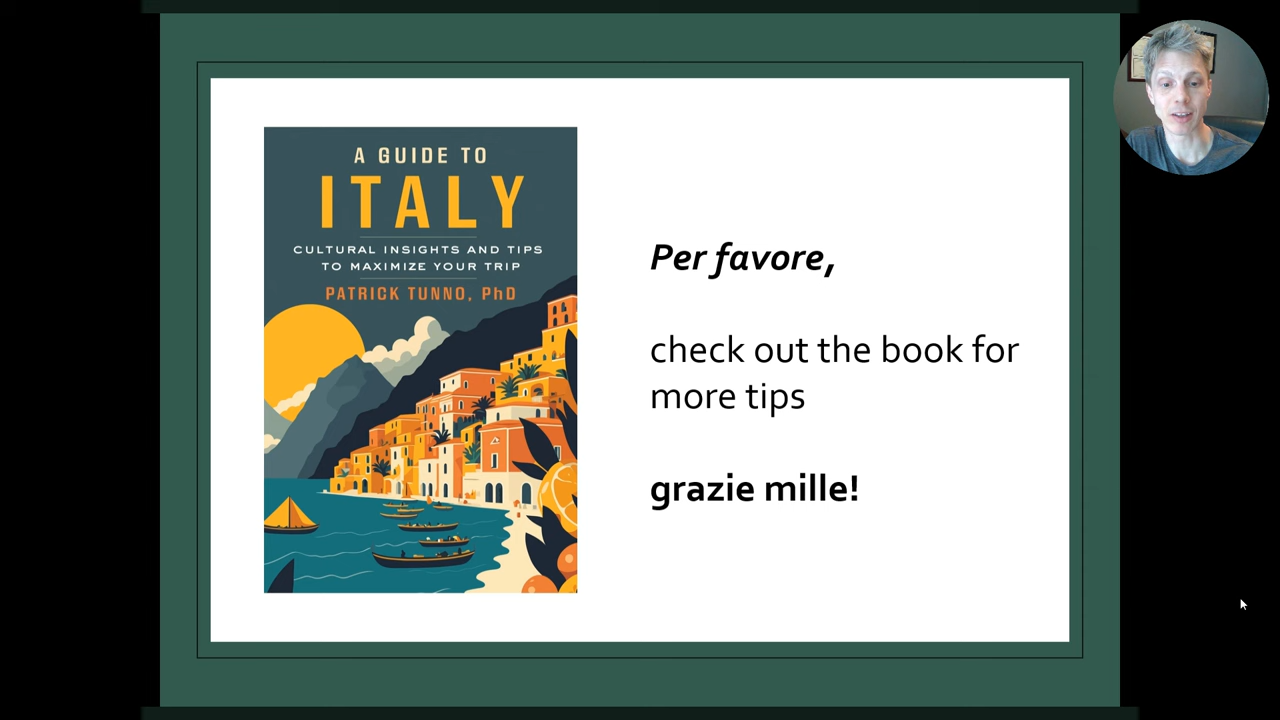 A GUIDE TO
ITALY
CULTURAL INSIGHTS AND TIPS
TO MAXIMIZE YOUR TRIP
PATRICK TUNNO, PhD
Per favore,
check out the book for
more tips
grazie mille!